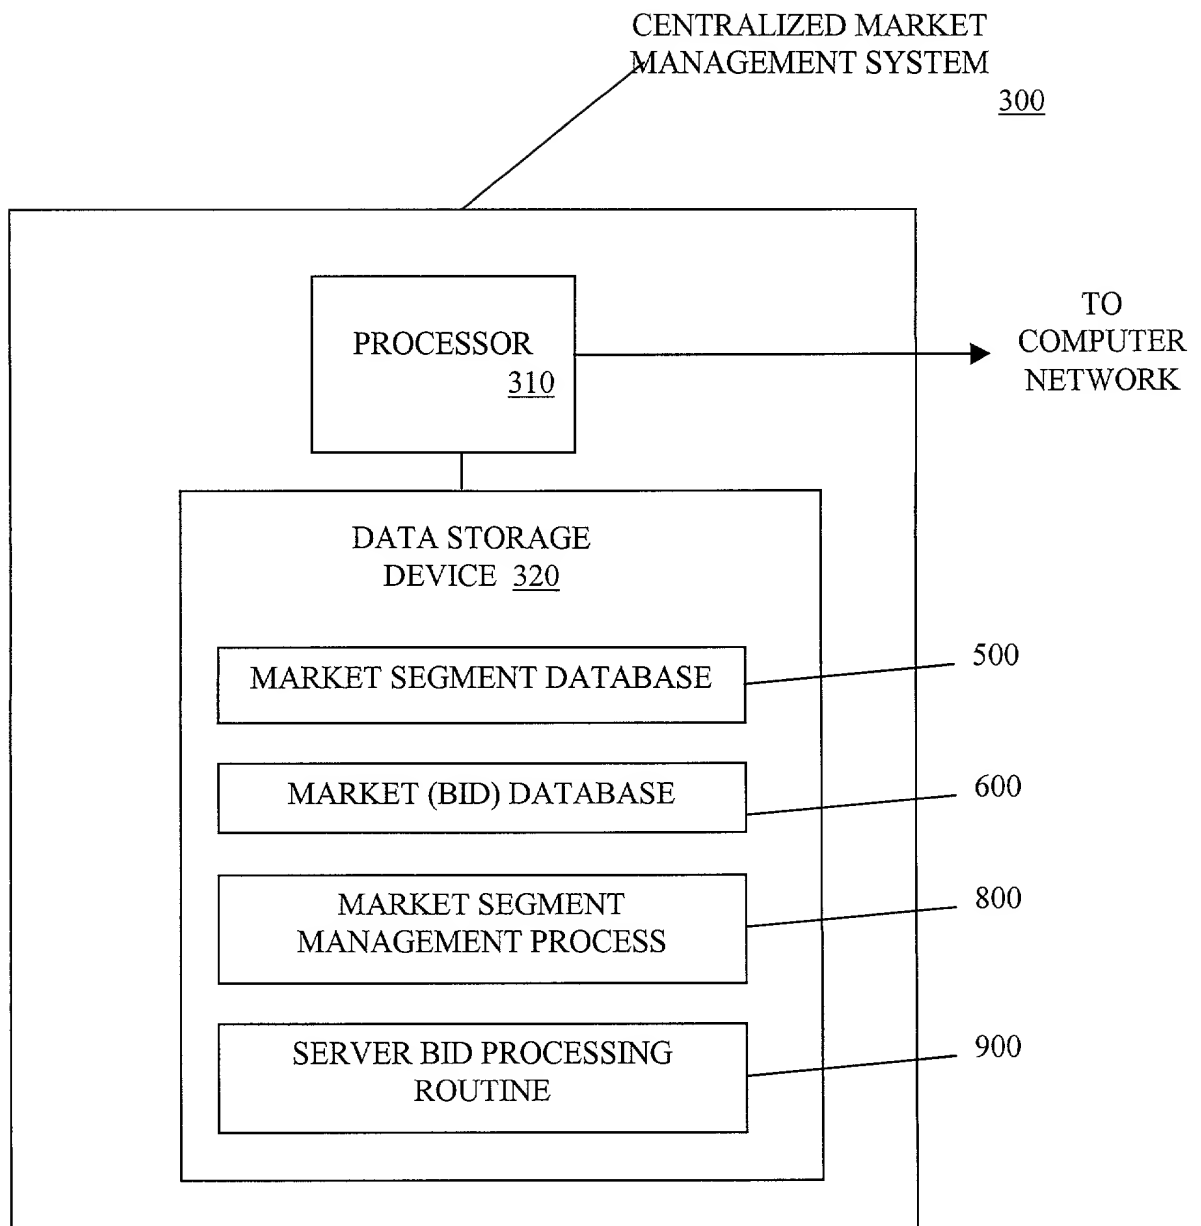 CENTRALIZED MARKET
MANAGEMENT SYSTEM
300
PROCESSOR
310
TO
COMPUTER
NETWORK
DATA STORAGE
DEVICE 320
MARKET SEGMENT DATABASE
500
MARKET (BID) DATABASE
600
MARKET SEGMENT
MANAGEMENT PROCESS
800
SERVER BID PROCESSING
ROUTINE
900